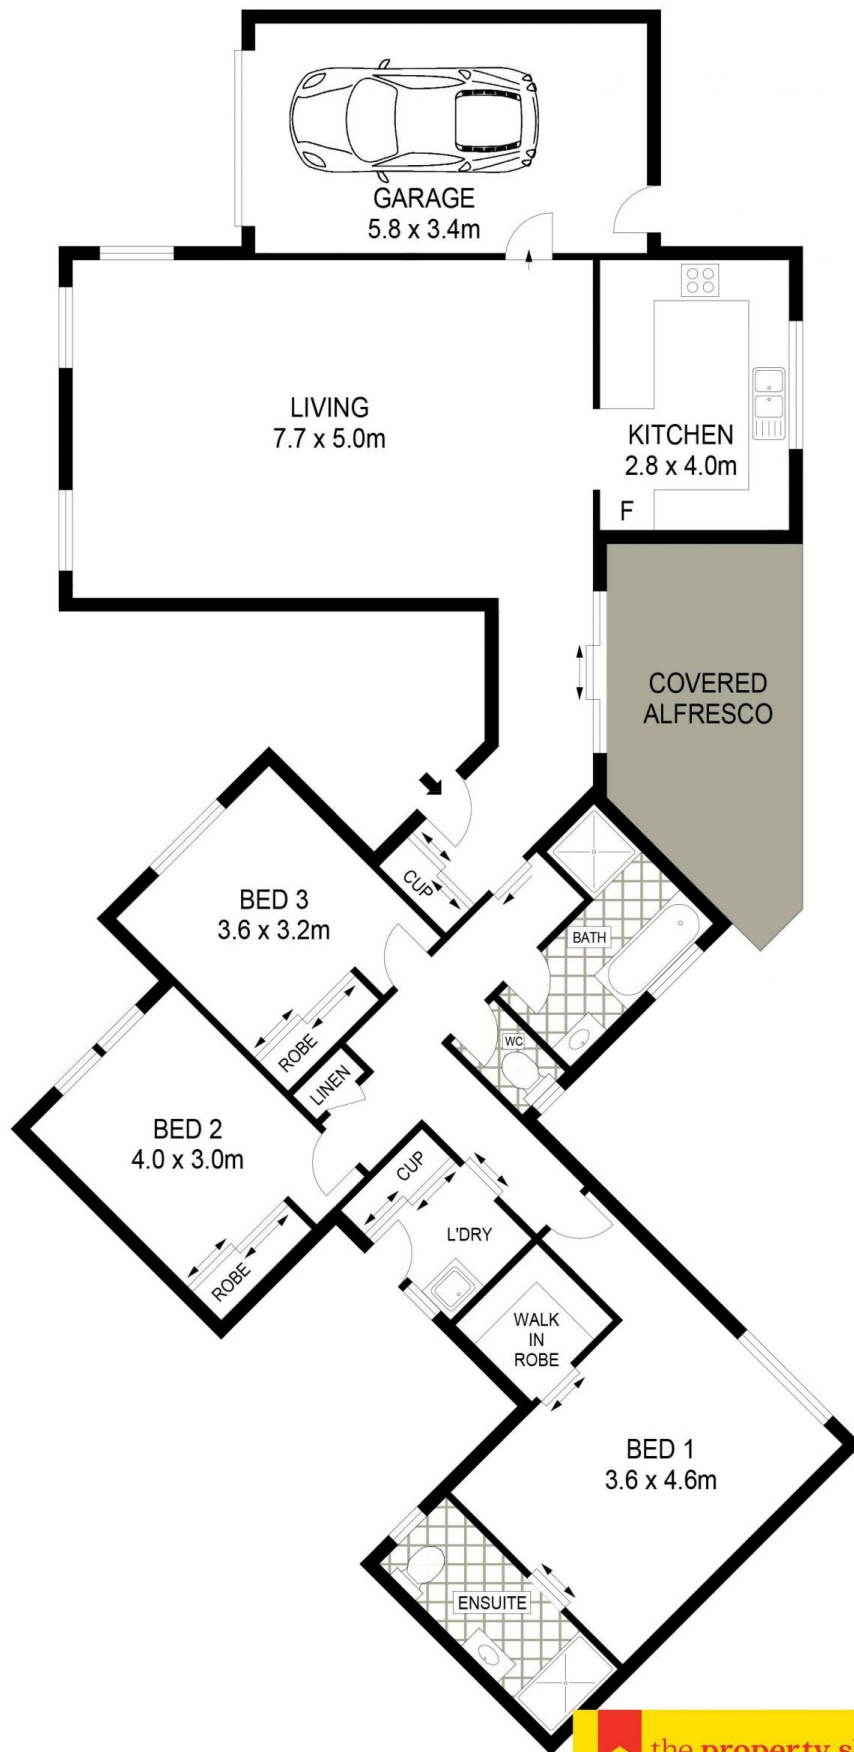 GARAGE
5.8 x 3.4m
LIVING
7.7 x 5.0m
KITCHEN
2.8 x 4.0m
F
COVERED
ALFRESCO
CUP
BED 3
3.6 x 3.2m
BATH
ROBE
WC
LINEN
BED 2
4.0 x 3.0m
CUP
L'DRY
ROBE
WALK
IN
ROBE
BED 1
3.6 x 4.6m
ENSUITE
the property